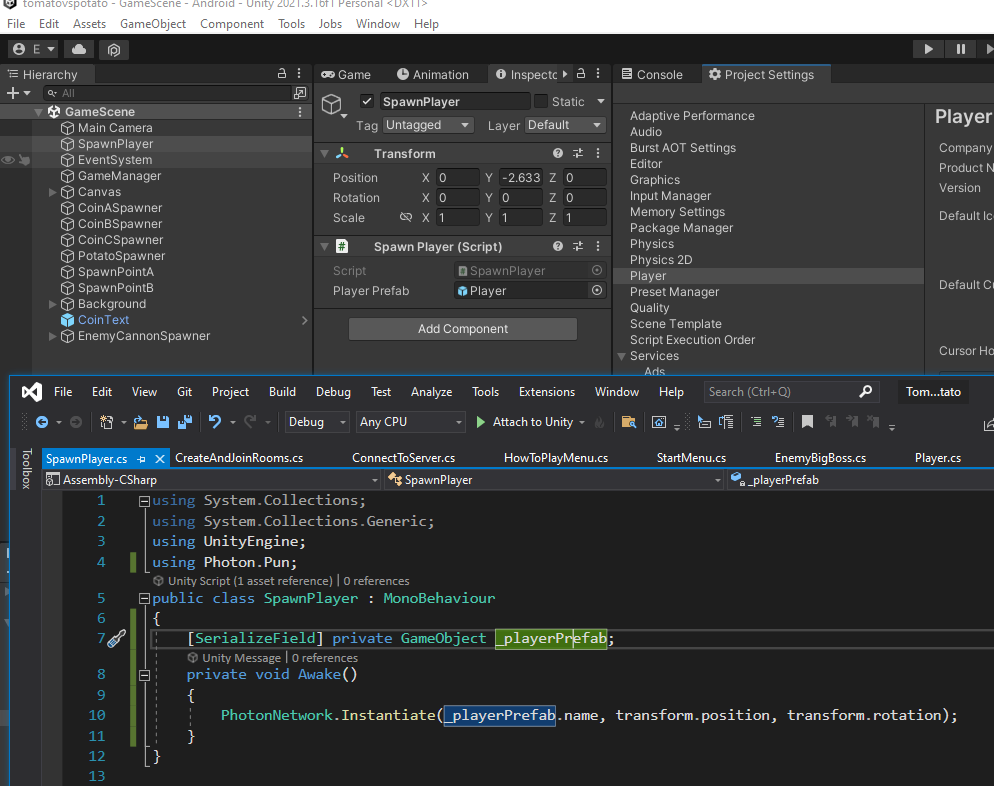 tomatovspotato - GameScene - Android - Unity 2021.3.16f1 Personal <DX11>
File Edit Assets GameObject Component Tools Jobs Window Help
E
Hierarchy
All
GameScene
Main Camera
SpawnPlayer
EventSystem
GameManager
Canvas
CoinASpawner
CoinBSpawner
CoinCSpawner
PotatoSpawner
SpawnPointA
SpawnPointB
Background
CoinText
EnemyCannonSpawner
Game Animation Inspecto
SpawnPlayer Static
Tag Untagged Layer Default
Transform
Position X 0 Y -2.633 Z 0
Rotation X 0 Y 0 Z 0
Scale X 1 Y 1 Z 1
# Spawn Player (Script)
Script SpawnPlayer
Player Prefab Player
Add Component
Console Project Settings
Adaptive Performance
Audio
Burst AOT Settings
Editor
Graphics
Input Manager
Memory Settings
Package Manager
Physics
Physics 2D
Player
Preset Manager
Quality
Scene Template
Script Execution Order
Services
Ads
Player
Company
Product N
Version
Default Ico
Default Cu
Cursor Ho
File Edit View Git Project Build Debug Test Analyze Tools Extensions Window Help Search (Ctrl+Q) Tom...tato
Debug Any CPU Attach to Unity
Toolbox
SpawnPlayer.cs CreateAndJoinRooms.cs ConnectToServer.cs HowToPlayMenu.cs StartMenu.cs EnemyBigBoss.cs Player.cs
Assembly-CSharp SpawnPlayer _playerPrefab
1 using System.Collections;
2 using System.Collections.Generic;
3 using UnityEngine;
4 using Photon.Pun;
Unity Script (1 asset reference) | 0 references
5 public class SpawnPlayer : MonoBehaviour
6 {
7 [SerializeField] private GameObject _playerPrefab;
Unity Message | 0 references
8 private void Awake()
9 {
10 PhotonNetwork.Instantiate(_playerPrefab.name, transform.position, transform.rotation);
11 }
12 }
13